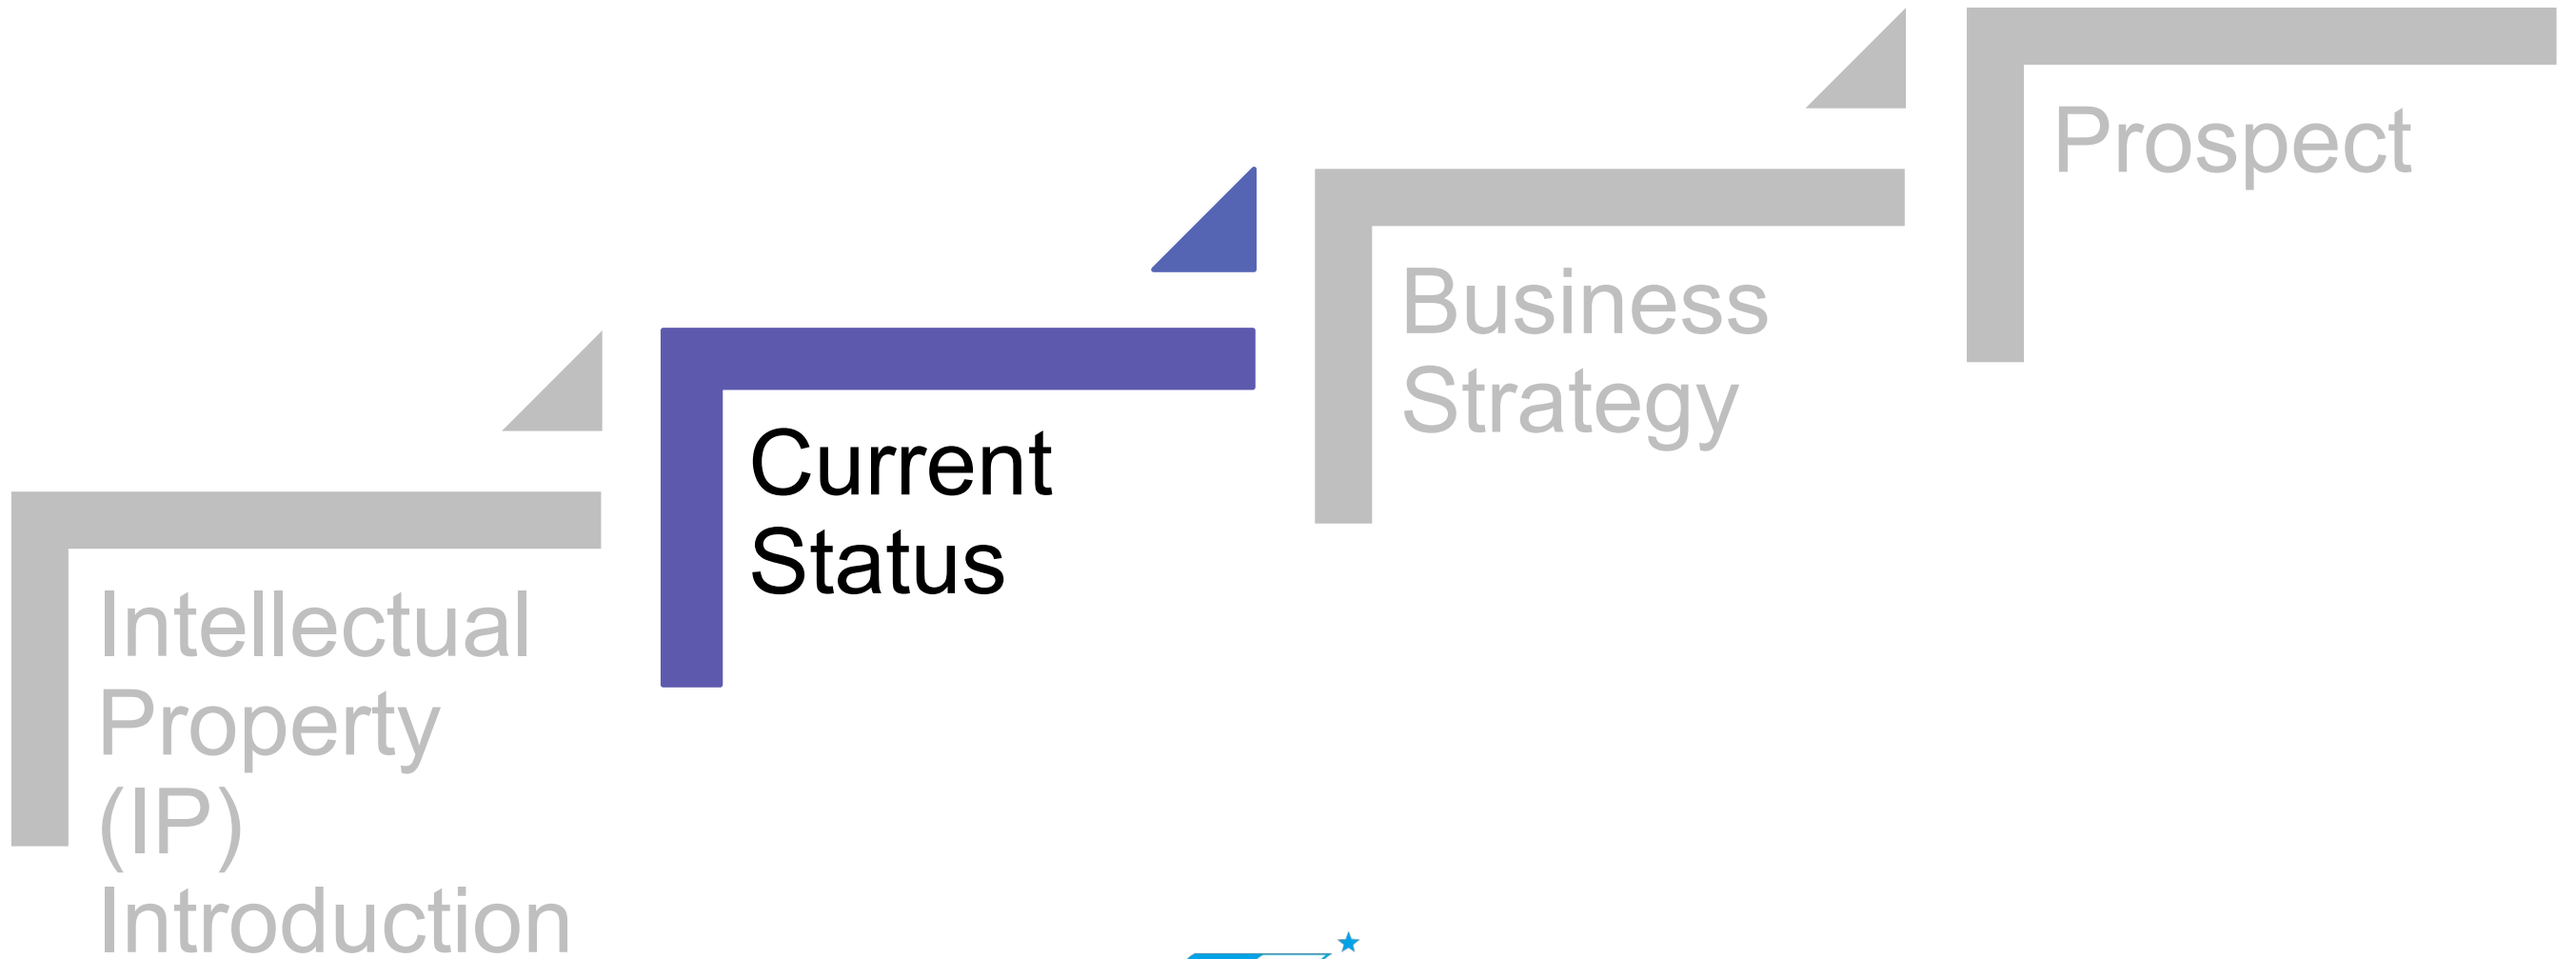 Intellectual
Property
(IP)
Introduction
Current
Status
Business
Strategy
Prospect